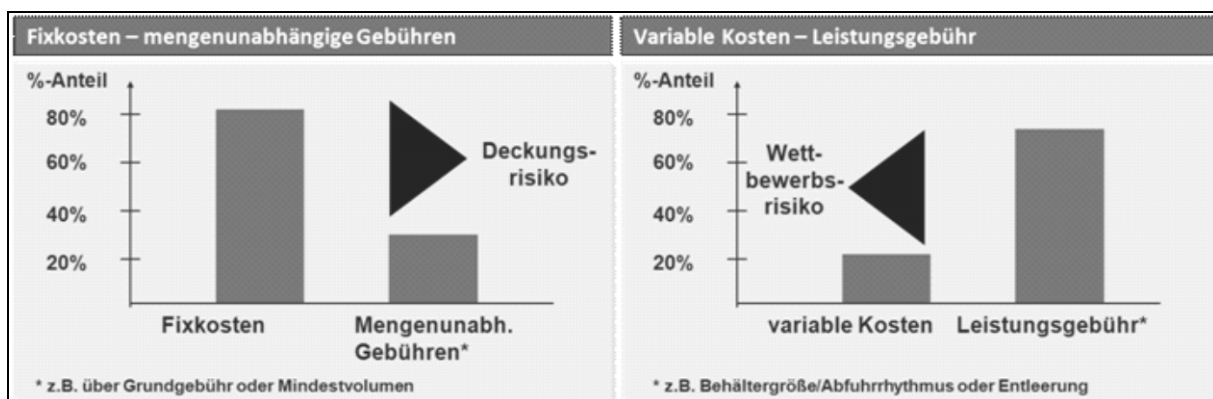 Fixkosten – mengenunabhängige Gebühren
%-Anteil
80%
60%
40%
20%
Deckungs-
risiko
Fixkosten
Mengenunabh.
Gebühren*
* z.B. über Grundgebühr oder Mindestvolumen
Variable Kosten – Leistungsgebühr
%-Anteil
80%
60%
40%
20%
Wett-
bewerbs-
risiko
variable Kosten
Leistungsgebühr*
* z.B. Behältergröße/Abfuhrrhythmus oder Entleerung